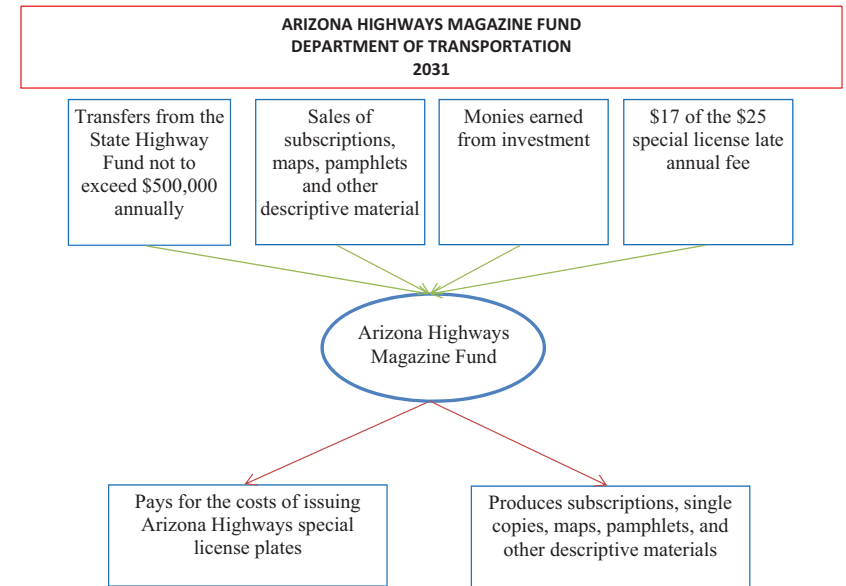 ARIZONA HIGHWAYS MAGAZINE FUND
DEPARTMENT OF TRANSPORTATION
2031
Transfers from the
State Highway
Fund not to
exceed $500,000
annually
Sales of
subscriptions,
maps, pamphlets
and other
descriptive material
Monies earned
from investment
$17 of the $25
special license late
annual fee
Arizona Highways
Magazine Fund
Pays for the costs of issuing
Arizona Highways special
license plates
Produces subscriptions, single
copies, maps, pamphlets, and
other descriptive materials